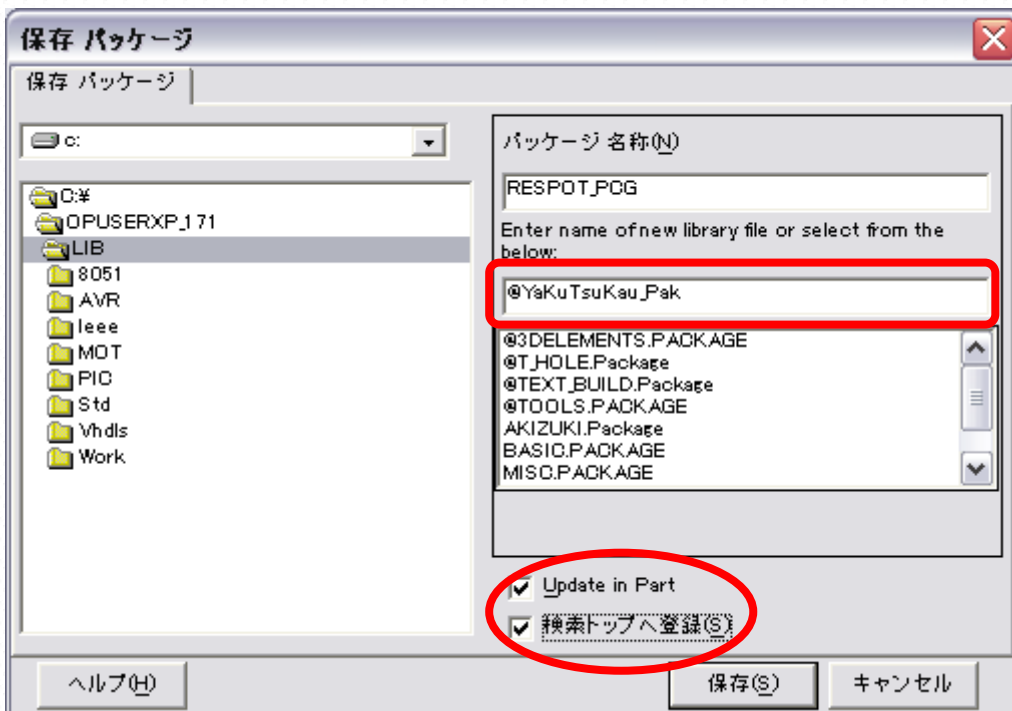 保存 パッケージ
保存 パッケージ
c:
C:¥
OPUSERXP_171
LIB
8051
AVR
Ieee
MOT
PIC
Std
Vhdls
Work
パッケージ 名称(N)
RESPOT_PCG
Enter name of new library file or select from the
below:
@YaKuTsuKau_Pak
@3DELEMENTS.PACKAGE
@T_HOLE.Package
@TEXT_BUILD.Package
@TOOLS.PACKAGE
AKIZUKI.Package
BASIC.PACKAGE
MISC.PACKAGE
Update in Part
検索トップへ登録(S)
ヘルプ(H)
保存(S)
キャンセル